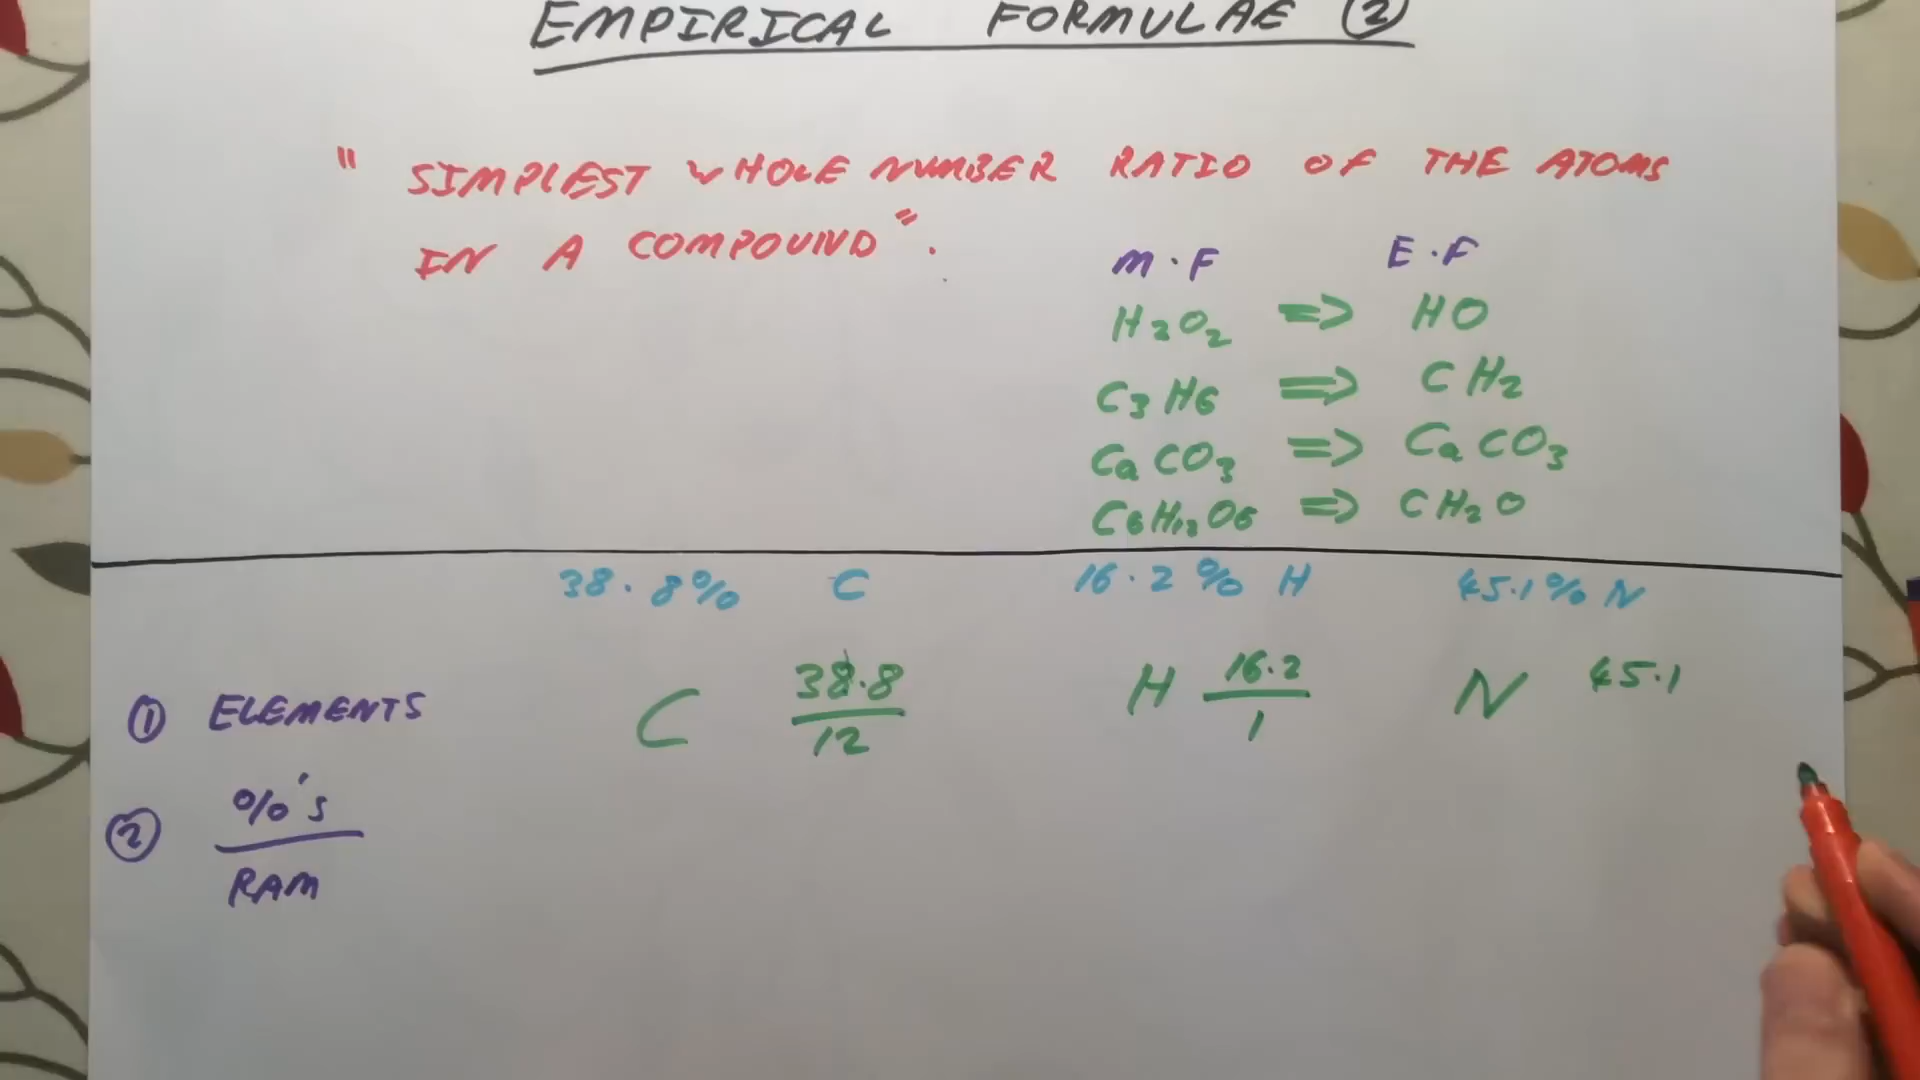 EMPIRICAL FORMULAE ②
" SIMPLEST WHOLE NUMBER RATIO OF THE ATOMS
IN A COMPOUND ".
M.F E.F
H2O2 => HO
C3H6 => CH2
CaCO3 => CaCO3
C6H12O6 => CH2O
38.8% C 16.2% H 45.1% N
① ELEMENTS C 38.8/12 H 16.2/1 N 45.1
② %'s
RAM